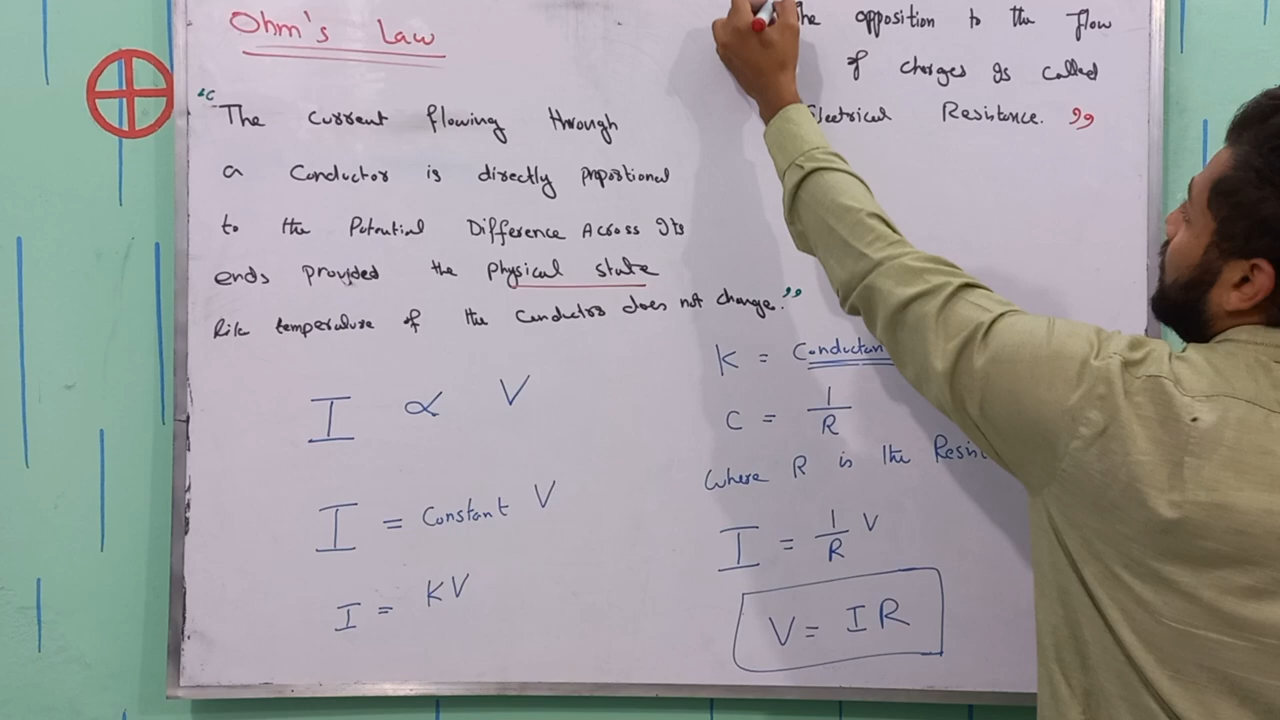 Ohm's Law
"The current flowing through
a Conductor is directly proportional
to the Potential Difference Across Its
ends provided the physical state
like temperature of the Conductor does not change."
I ∝ V
I = Constant V
I = KV
the opposition to the flow
of charges Is called
Electrical Resistance."
K = Conductan
C = 1/R
where R is the Resis
I = 1/R V
V = IR